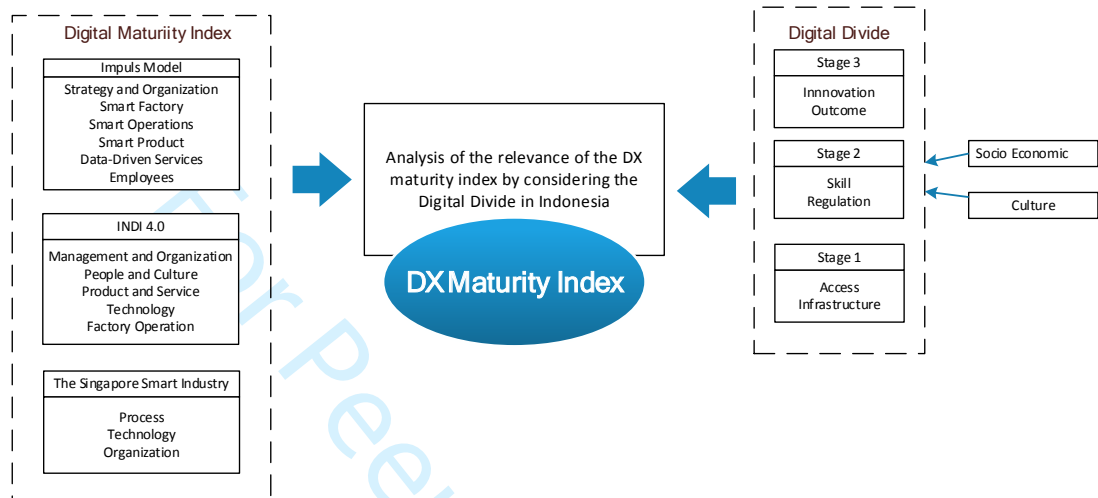 Digital Maturiity Index
Impuls Model
Strategy and Organization
Smart Factory
Smart Operations
Smart Product
Data-Driven Services
Employees
INDI 4.0
Management and Organization
People and Culture
Product and Service
Technology
Factory Operation
The Singapore Smart Industry
Process
Technology
Organization
Analysis of the relevance of the DX
maturity index by considering the
Digital Divide in Indonesia
DX Maturity Index
Digital Divide
Stage 3
Innnovation
Outcome
Stage 2
Skill
Regulation
Stage 1
Access
Infrastructure
Socio Economic
Culture
For Peer